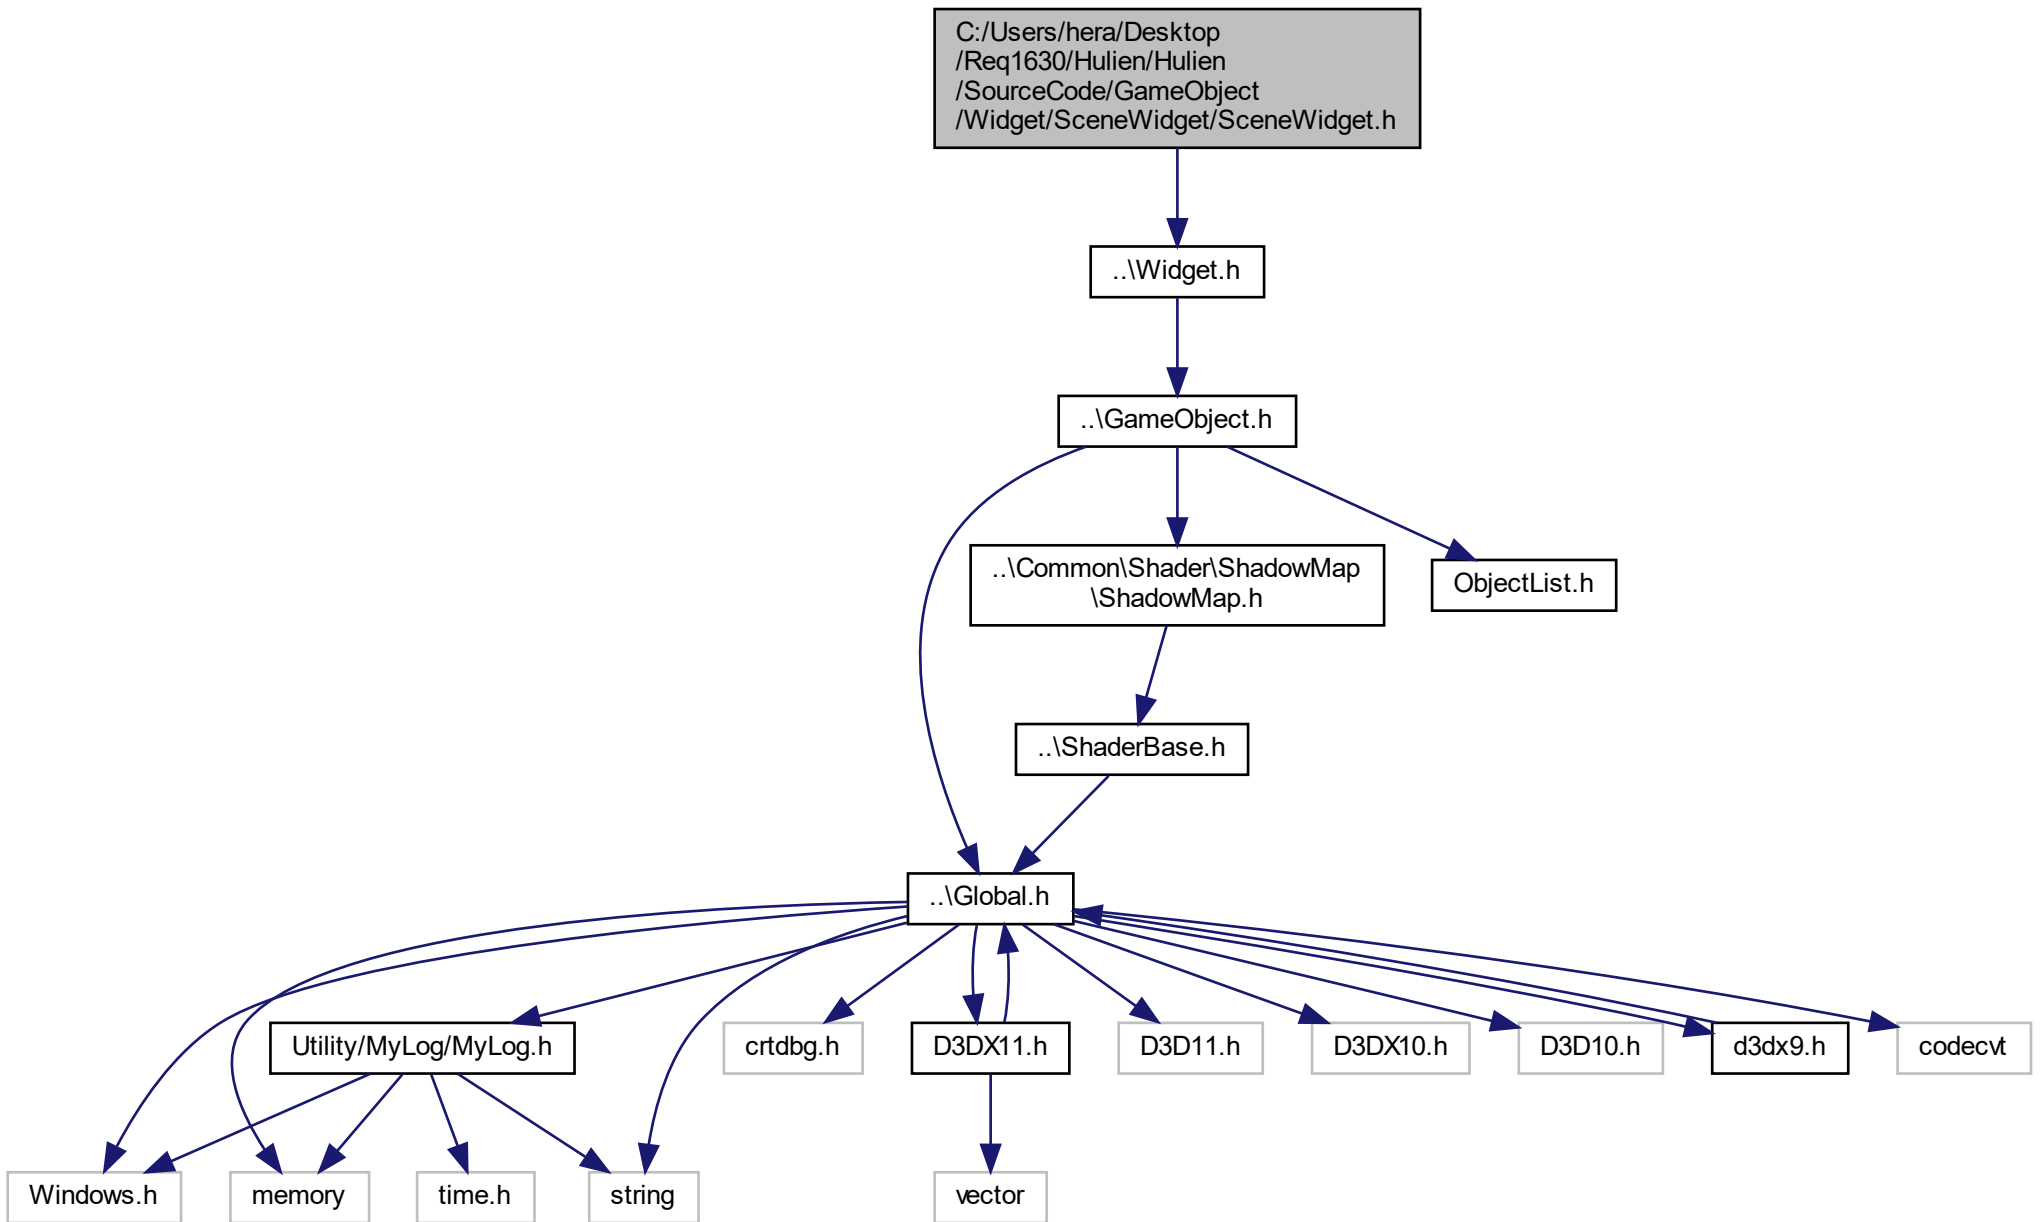 C:/Users/hera/Desktop
/Req1630/Hulien/Hulien
/SourceCode/GameObject
/Widget/SceneWidget/SceneWidget.h
..\Widget.h
..\GameObject.h
..\Common\Shader\ShadowMap
\ShadowMap.h
ObjectList.h
..\ShaderBase.h
..\Global.h
Utility/MyLog/MyLog.h
crtdbg.h
D3DX11.h
D3D11.h
D3DX10.h
D3D10.h
d3dx9.h
codecvt
Windows.h
memory
time.h
string
vector